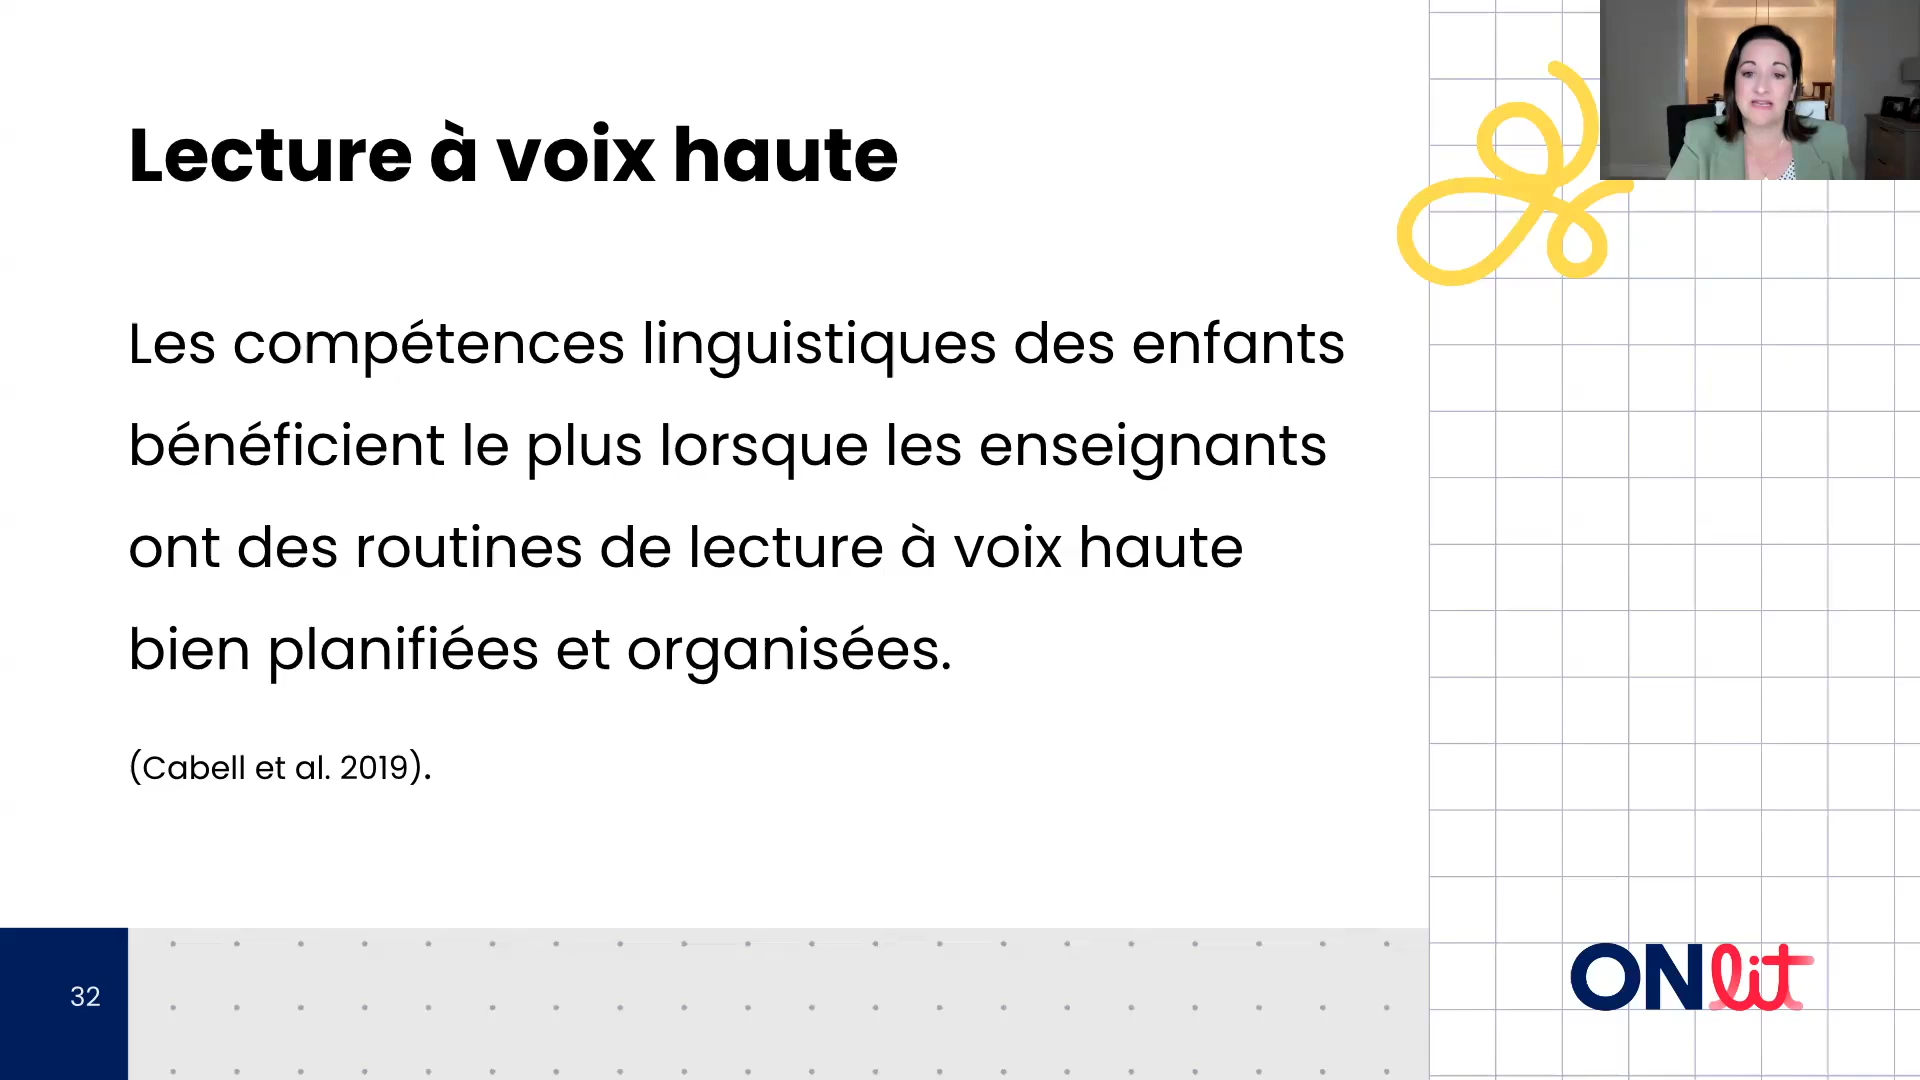 Lecture à voix haute
Les compétences linguistiques des enfants
bénéficient le plus lorsque les enseignants
ont des routines de lecture à voix haute
bien planifiées et organisées.
(Cabell et al. 2019).
32
ONlit